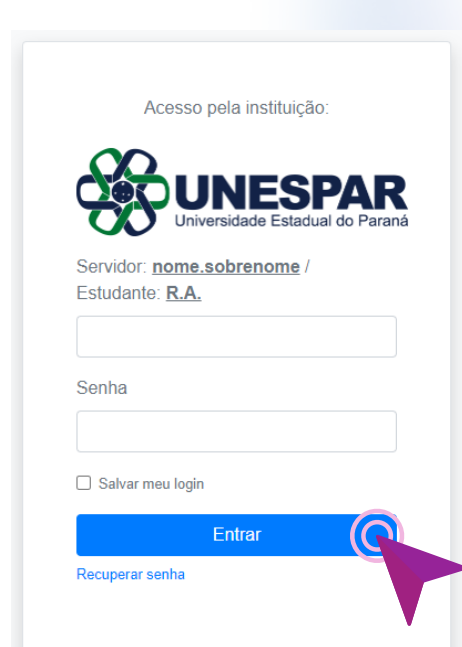 Acesso pela instituição:
UNESPAR
Universidade Estadual do Paraná
Servidor: nome.sobrenome /
Estudante: R.A.
Senha
Salvar meu login
Entrar
Recuperar senha